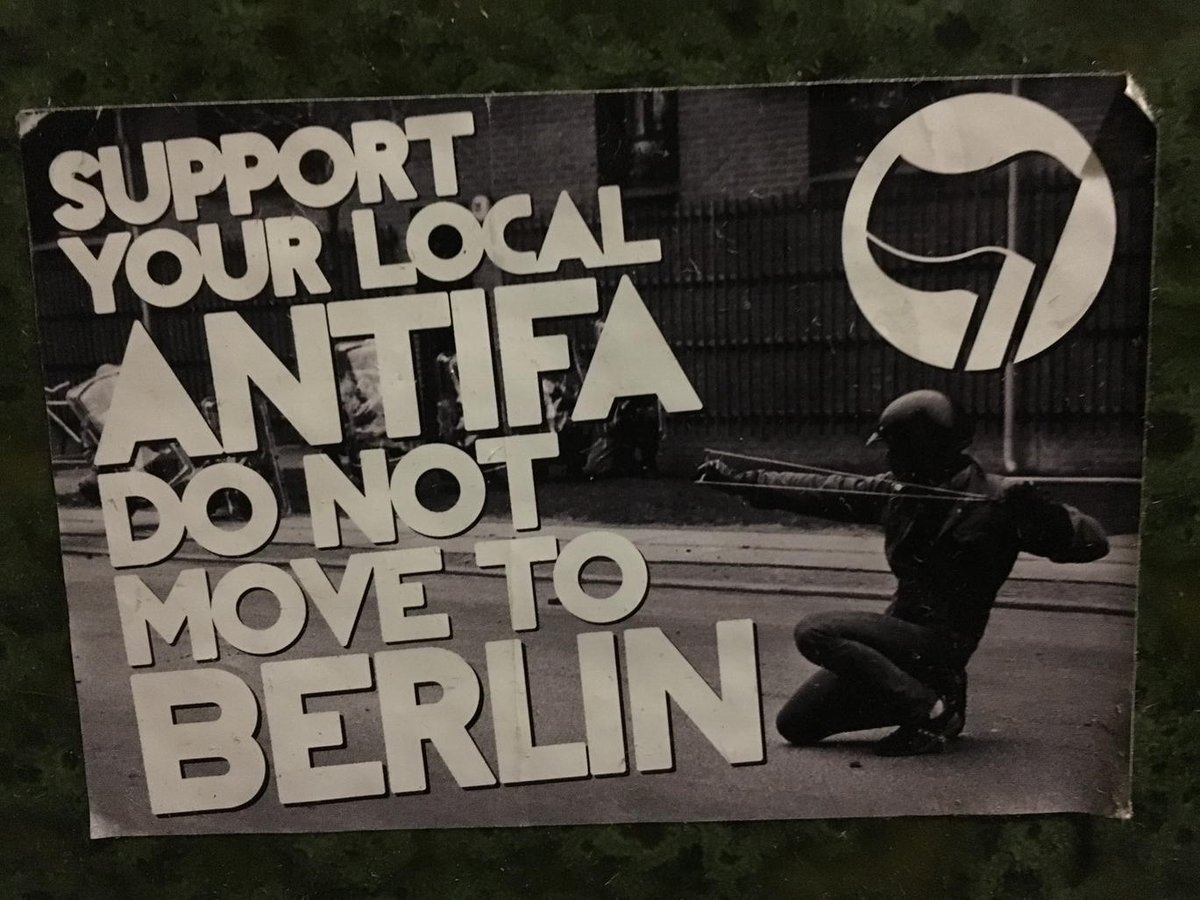 SUPPORT
YOUR LOCAL
ANTIFA
DO NOT
MOVE TO
BERLIN